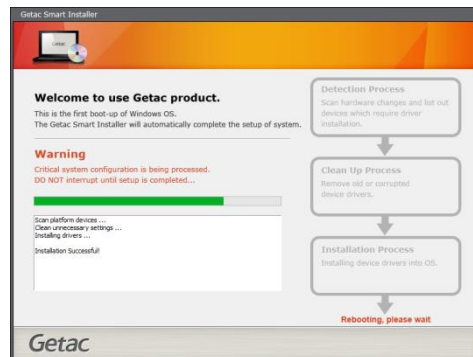 Getac Smart Installer
Getac
Welcome to use Getac product.
This is the first boot-up of Windows OS.
The Getac Smart Installer will automatically complete the setup of system.
Warning
Critical system configuration is being processed.
DO NOT interrupt until setup is completed...
Scan platform devices ...
Clean unnecessary settings ...
Installing drivers ...
Installation Successful!
Detection Process
Scan hardware changes and list out
devices which require driver
installation.
Clean Up Process
Remove old or corrupted
device drivers.
Installation Process
Installing device drivers into OS.
Rebooting, please wait
Getac